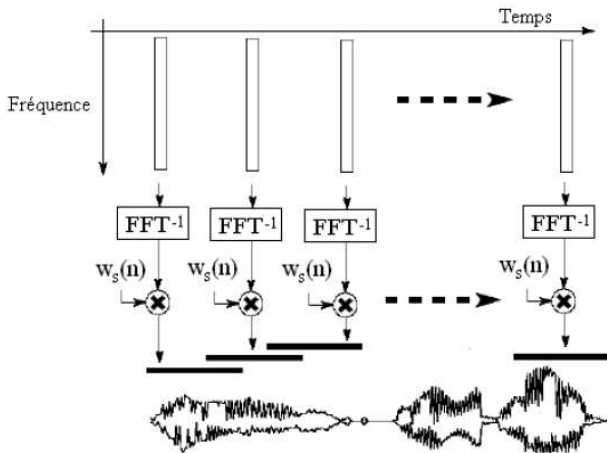 Temps
Fréquence
FFT⁻¹ FFT⁻¹ FFT⁻¹ FFT⁻¹
wₛ(n) wₛ(n) wₛ(n) wₛ(n)